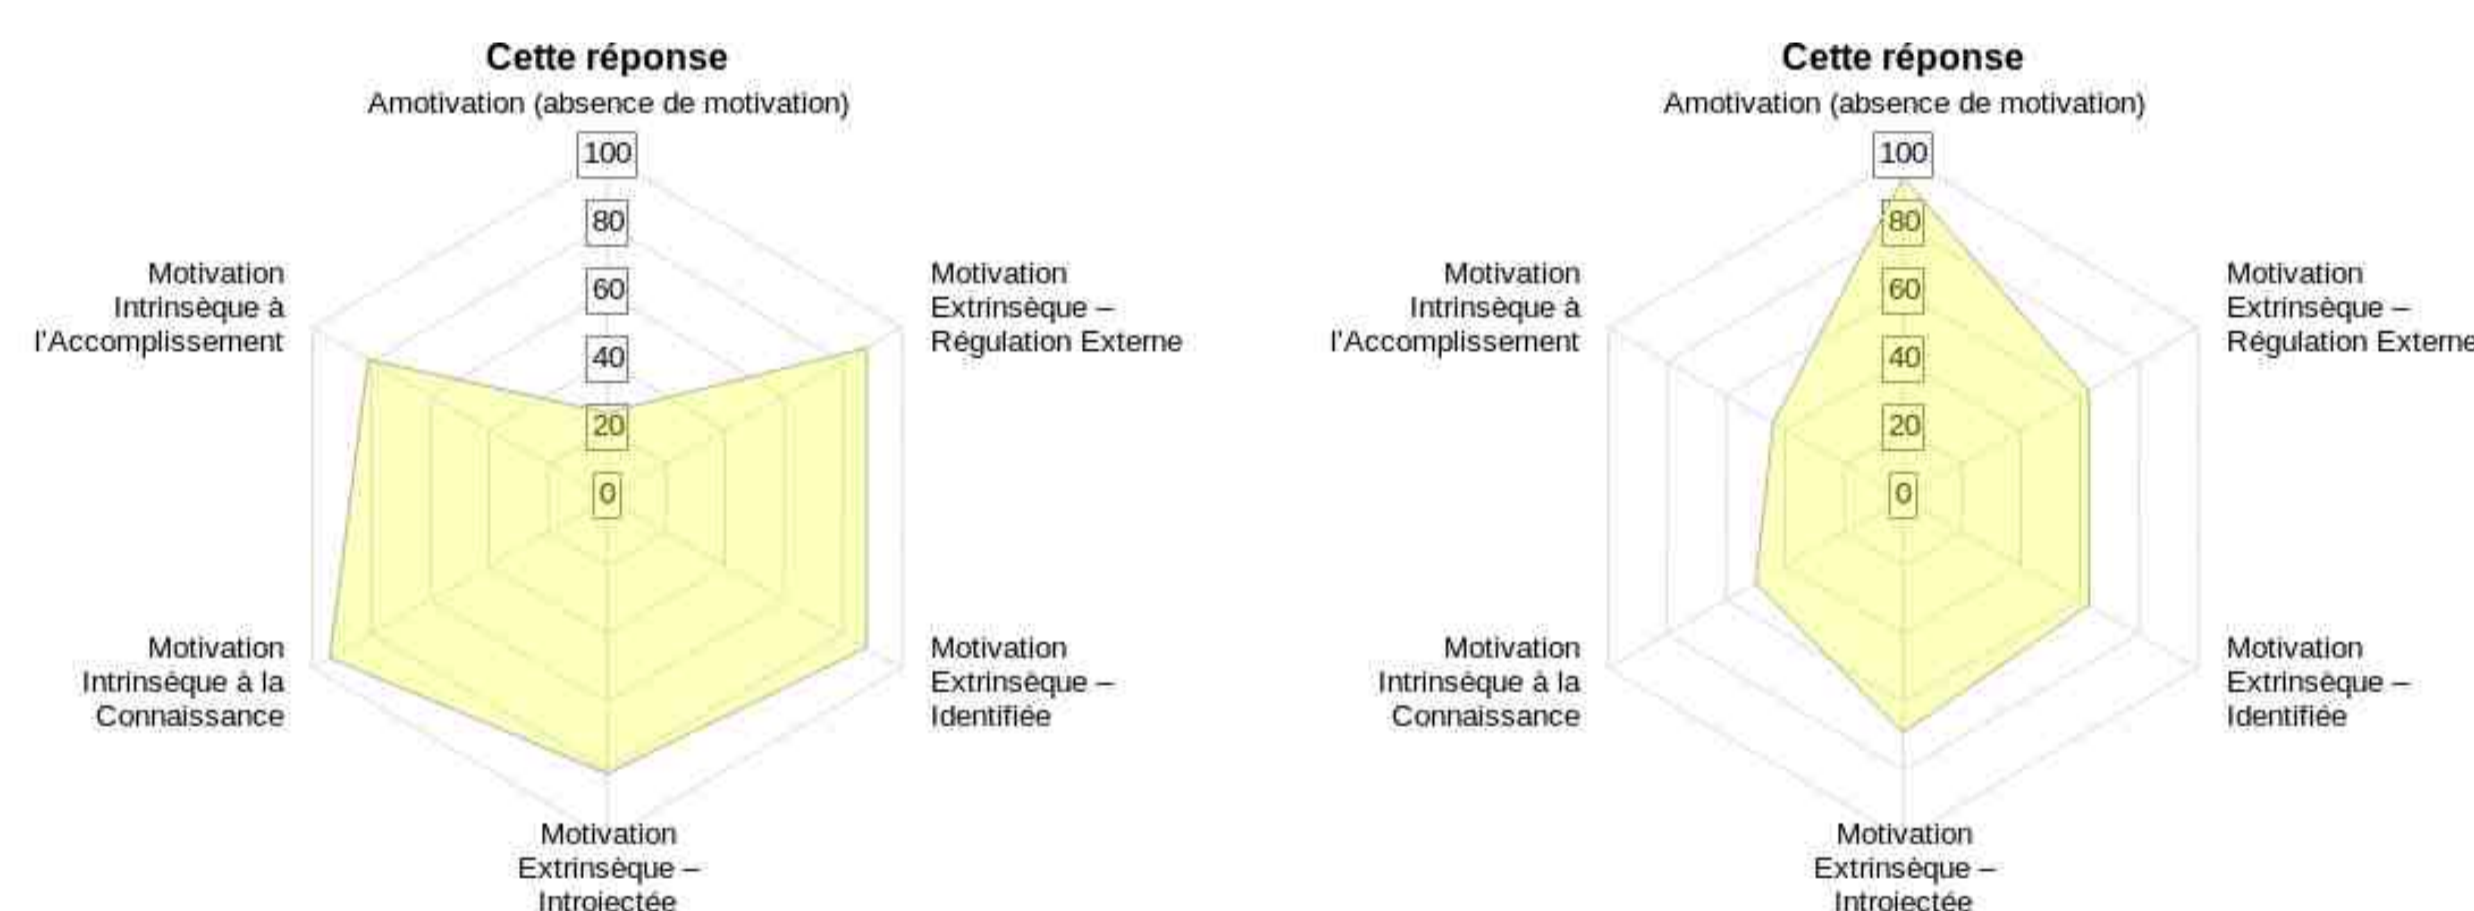 Cette réponse
Amotivation (absence de motivation)
100
80
60
40
20
0
Motivation
Extrinsèque –
Régulation Externe
Motivation
Extrinsèque –
Identifiée
Motivation
Extrinsèque –
Introjectée
Motivation
Intrinsèque à la
Connaissance
Motivation
Intrinsèque à
l'Accomplissement
Cette réponse
Amotivation (absence de motivation)
100
80
60
40
20
0
Motivation
Extrinsèque –
Régulation Externe
Motivation
Extrinsèque –
Identifiée
Motivation
Extrinsèque –
Introjectée
Motivation
Intrinsèque à la
Connaissance
Motivation
Intrinsèque à
l'Accomplissement